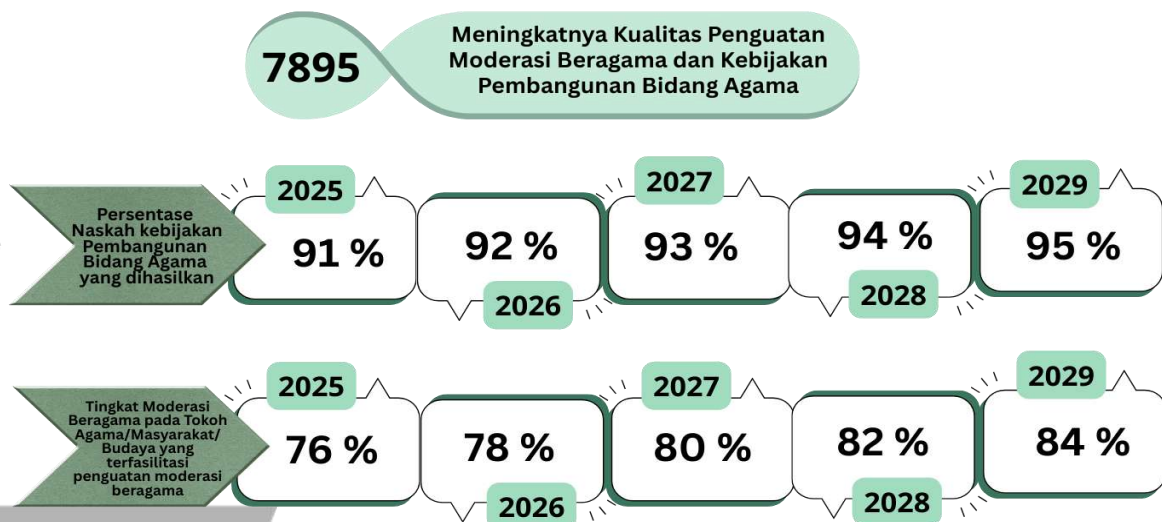 7895
Meningkatnya Kualitas Penguatan
Moderasi Beragama dan Kebijakan
Pembangunan Bidang Agama
Persentase
Naskah kebijakan
Pembangunan
Bidang Agama
yang dihasilkan
2025
91 %
92 %
2026
2027
93 %
94 %
2028
2029
95 %
Tingkat Moderasi
Beragama pada Tokoh
Agama/Masyarakat/
Budaya yang
terfasilitasi
penguatan moderasi
beragama
2025
76 %
78 %
2026
2027
80 %
82 %
2028
2029
84 %